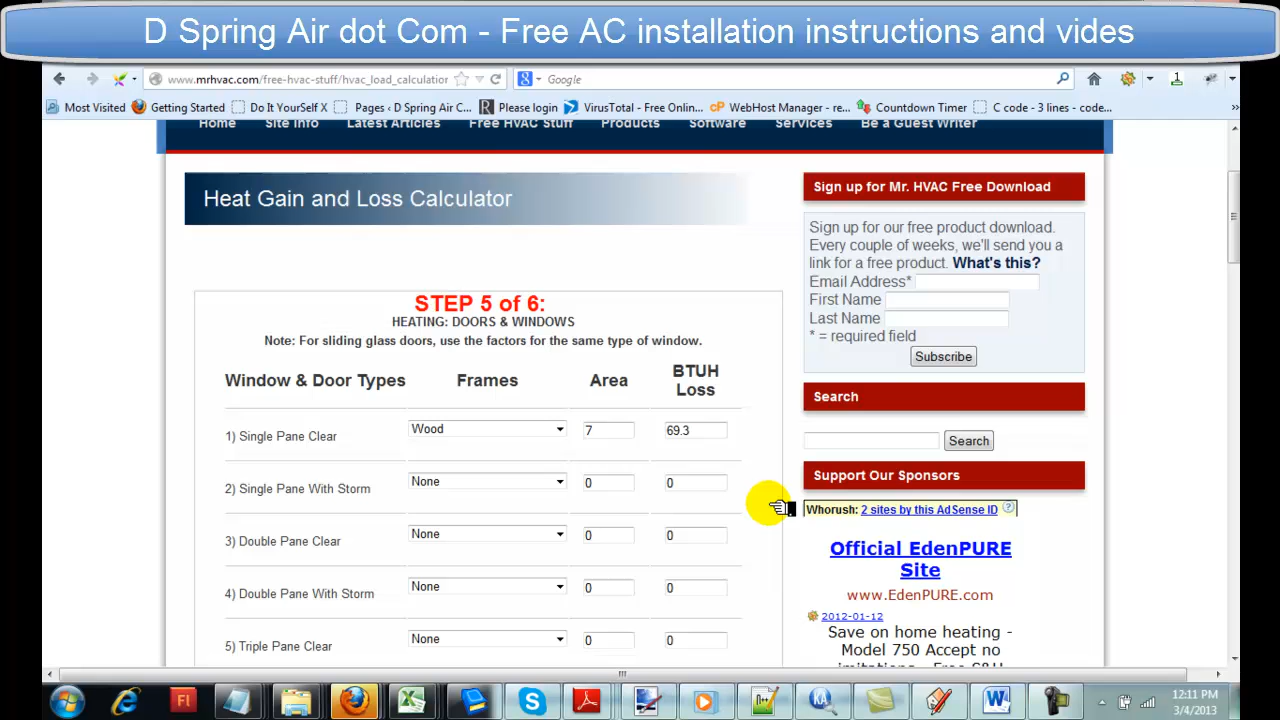 D Spring Air dot Com - Free AC installation instructions and vides
www.mrhvac.com/free-hvac-stuff/hvac_load_calculation
Google
Most Visited Getting Started Do It YourSelf X Pages ‹ D Spring Air C... Please login VirusTotal - Free Onlin... cP WebHost Manager - re... Countdown Timer C code - 3 lines - code...
Home Site Info Latest Articles Free HVAC Stuff Products Software Services Be a Guest Writer
Heat Gain and Loss Calculator
STEP 5 of 6:
HEATING: DOORS & WINDOWS
Note: For sliding glass doors, use the factors for the same type of window.
Window & Door Types Frames Area BTUH Loss
1) Single Pane Clear Wood 7 69.3
2) Single Pane With Storm None 0 0
3) Double Pane Clear None 0 0
4) Double Pane With Storm None 0 0
5) Triple Pane Clear None 0 0
Sign up for Mr. HVAC Free Download
Sign up for our free product download.
Every couple of weeks, we'll send you a
link for a free product. What's this?
Email Address*
First Name
Last Name
* = required field
Subscribe
Search
Search
Support Our Sponsors
Whorush: 2 sites by this AdSense ID ?
Official EdenPURE
Site
www.EdenPURE.com
2012-01-12
Save on home heating -
Model 750 Accept no
12:11 PM
3/4/2013